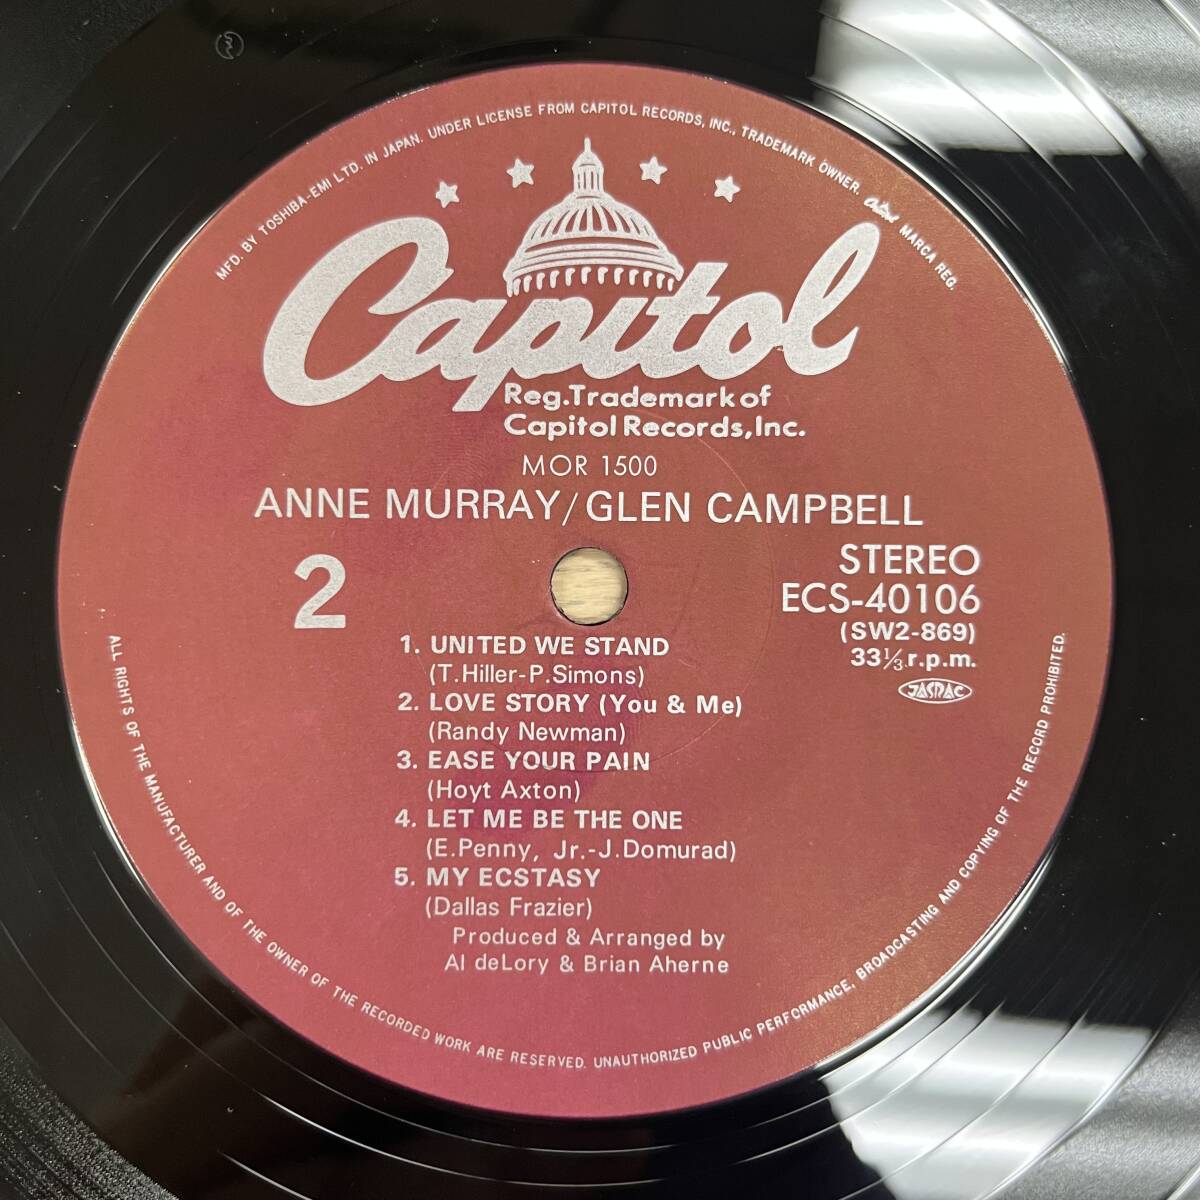 MFD. BY TOSHIBA-EMI LTD. IN JAPAN. UNDER LICENSE FROM CAPITOL RECORDS, INC., TRADEMARK OWNER. Capitol MARCA REG.
Capitol
Reg.Trademark of
Capitol Records,Inc.
MOR 1500
ANNE MURRAY/GLEN CAMPBELL
2
STEREO
ECS-40106
(SW2-869)
33⅓r.p.m.
JASRAC
1. UNITED WE STAND
(T.Hiller-P.Simons)
2. LOVE STORY (You & Me)
(Randy Newman)
3. EASE YOUR PAIN
(Hoyt Axton)
4. LET ME BE THE ONE
(E.Penny, Jr.-J.Domurad)
5. MY ECSTASY
(Dallas Frazier)
Produced & Arranged by
Al deLory & Brian Aherne
ALL RIGHTS OF THE MANUFACTURER AND OF THE OWNER OF THE RECORDED WORK ARE RESERVED. UNAUTHORIZED PUBLIC PERFORMANCE, BROADCASTING AND COPYING OF THE RECORD PROHIBITED.